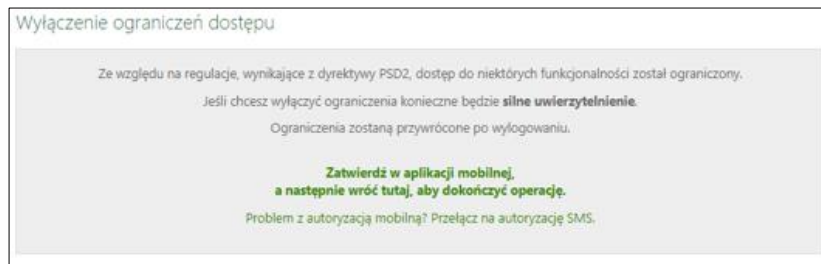 Wyłączenie ograniczeń dostępu
Ze względu na regulacje, wynikające z dyrektywy PSD2, dostęp do niektórych funkcjonalności został ograniczony.
Jeśli chcesz wyłączyć ograniczenia konieczne będzie silne uwierzytelnienie.
Ograniczenia zostaną przywrócone po wylogowaniu.
Zatwierdź w aplikacji mobilnej,
a następnie wróć tutaj, aby dokończyć operację.
Problem z autoryzacją mobilną? Przełącz na autoryzację SMS.